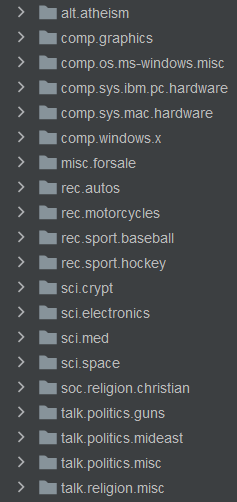 alt.atheism
comp.graphics
comp.os.ms-windows.misc
comp.sys.ibm.pc.hardware
comp.sys.mac.hardware
comp.windows.x
misc.forsale
rec.autos
rec.motorcycles
rec.sport.baseball
rec.sport.hockey
sci.crypt
sci.electronics
sci.med
sci.space
soc.religion.christian
talk.politics.guns
talk.politics.mideast
talk.politics.misc
talk.religion.misc